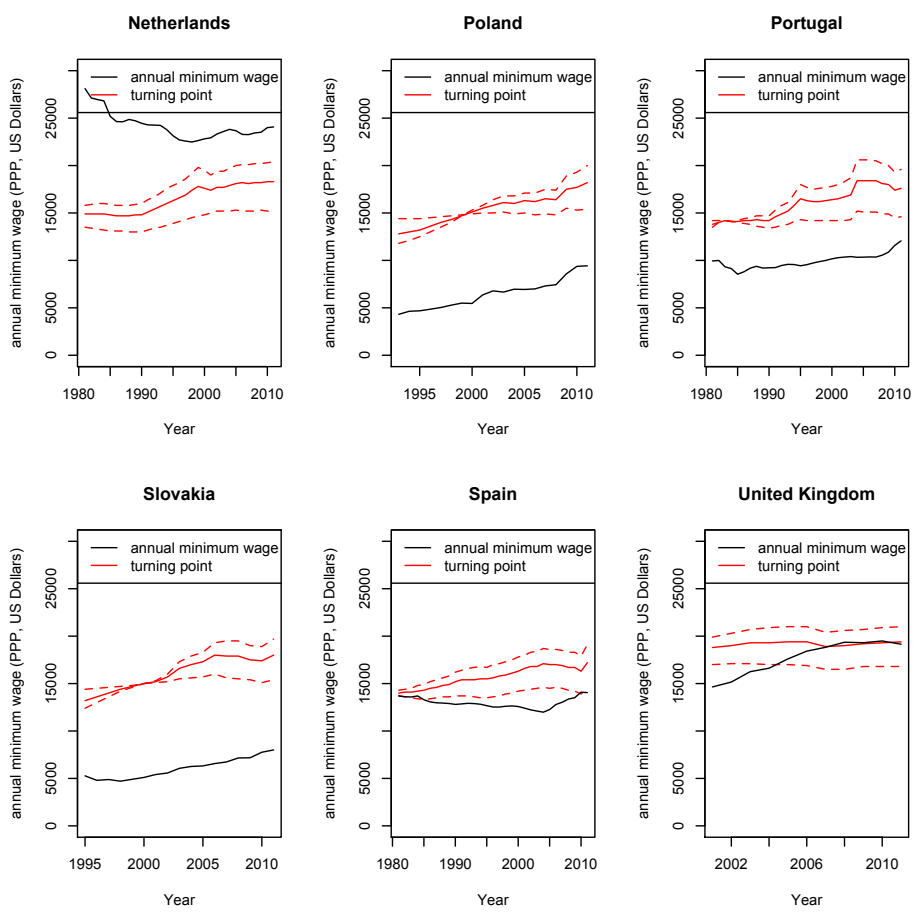 Netherlands
annual minimum wage (PPP, US Dollars)
0 5000 15000 25000
annual minimum wage
turning point
1980 1990 2000 2010
Year
Poland
annual minimum wage (PPP, US Dollars)
0 5000 15000 25000
annual minimum wage
turning point
1995 2000 2005 2010
Year
Portugal
annual minimum wage (PPP, US Dollars)
0 5000 15000 25000
annual minimum wage
turning point
1980 1990 2000 2010
Year
Slovakia
annual minimum wage (PPP, US Dollars)
0 5000 15000 25000
annual minimum wage
turning point
1995 2000 2005 2010
Year
Spain
annual minimum wage (PPP, US Dollars)
0 5000 15000 25000
annual minimum wage
turning point
1980 1990 2000 2010
Year
United Kingdom
annual minimum wage (PPP, US Dollars)
0 5000 15000 25000
annual minimum wage
turning point
2002 2006 2010
Year